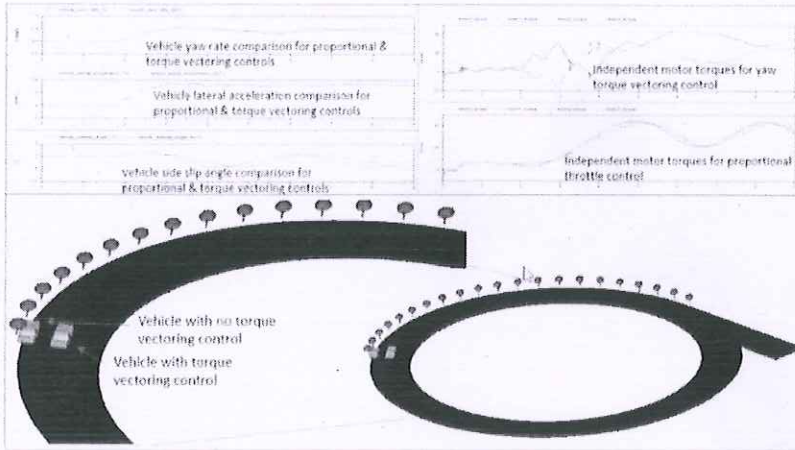 Vehicle yaw rate comparison for proportional &
torque vectering controls
Vehicle lateral acceleration comparison for
proportional & torque vectoring controls
Vehicle side slip angle comparison for
proportional & torque vectoring controls
Independent motor torques for yaw
torque vectoring control
Independent motor torques for proportional
throttle control
Vehicle with no torque
vectoring control
Vehicle with torque
vectoring control